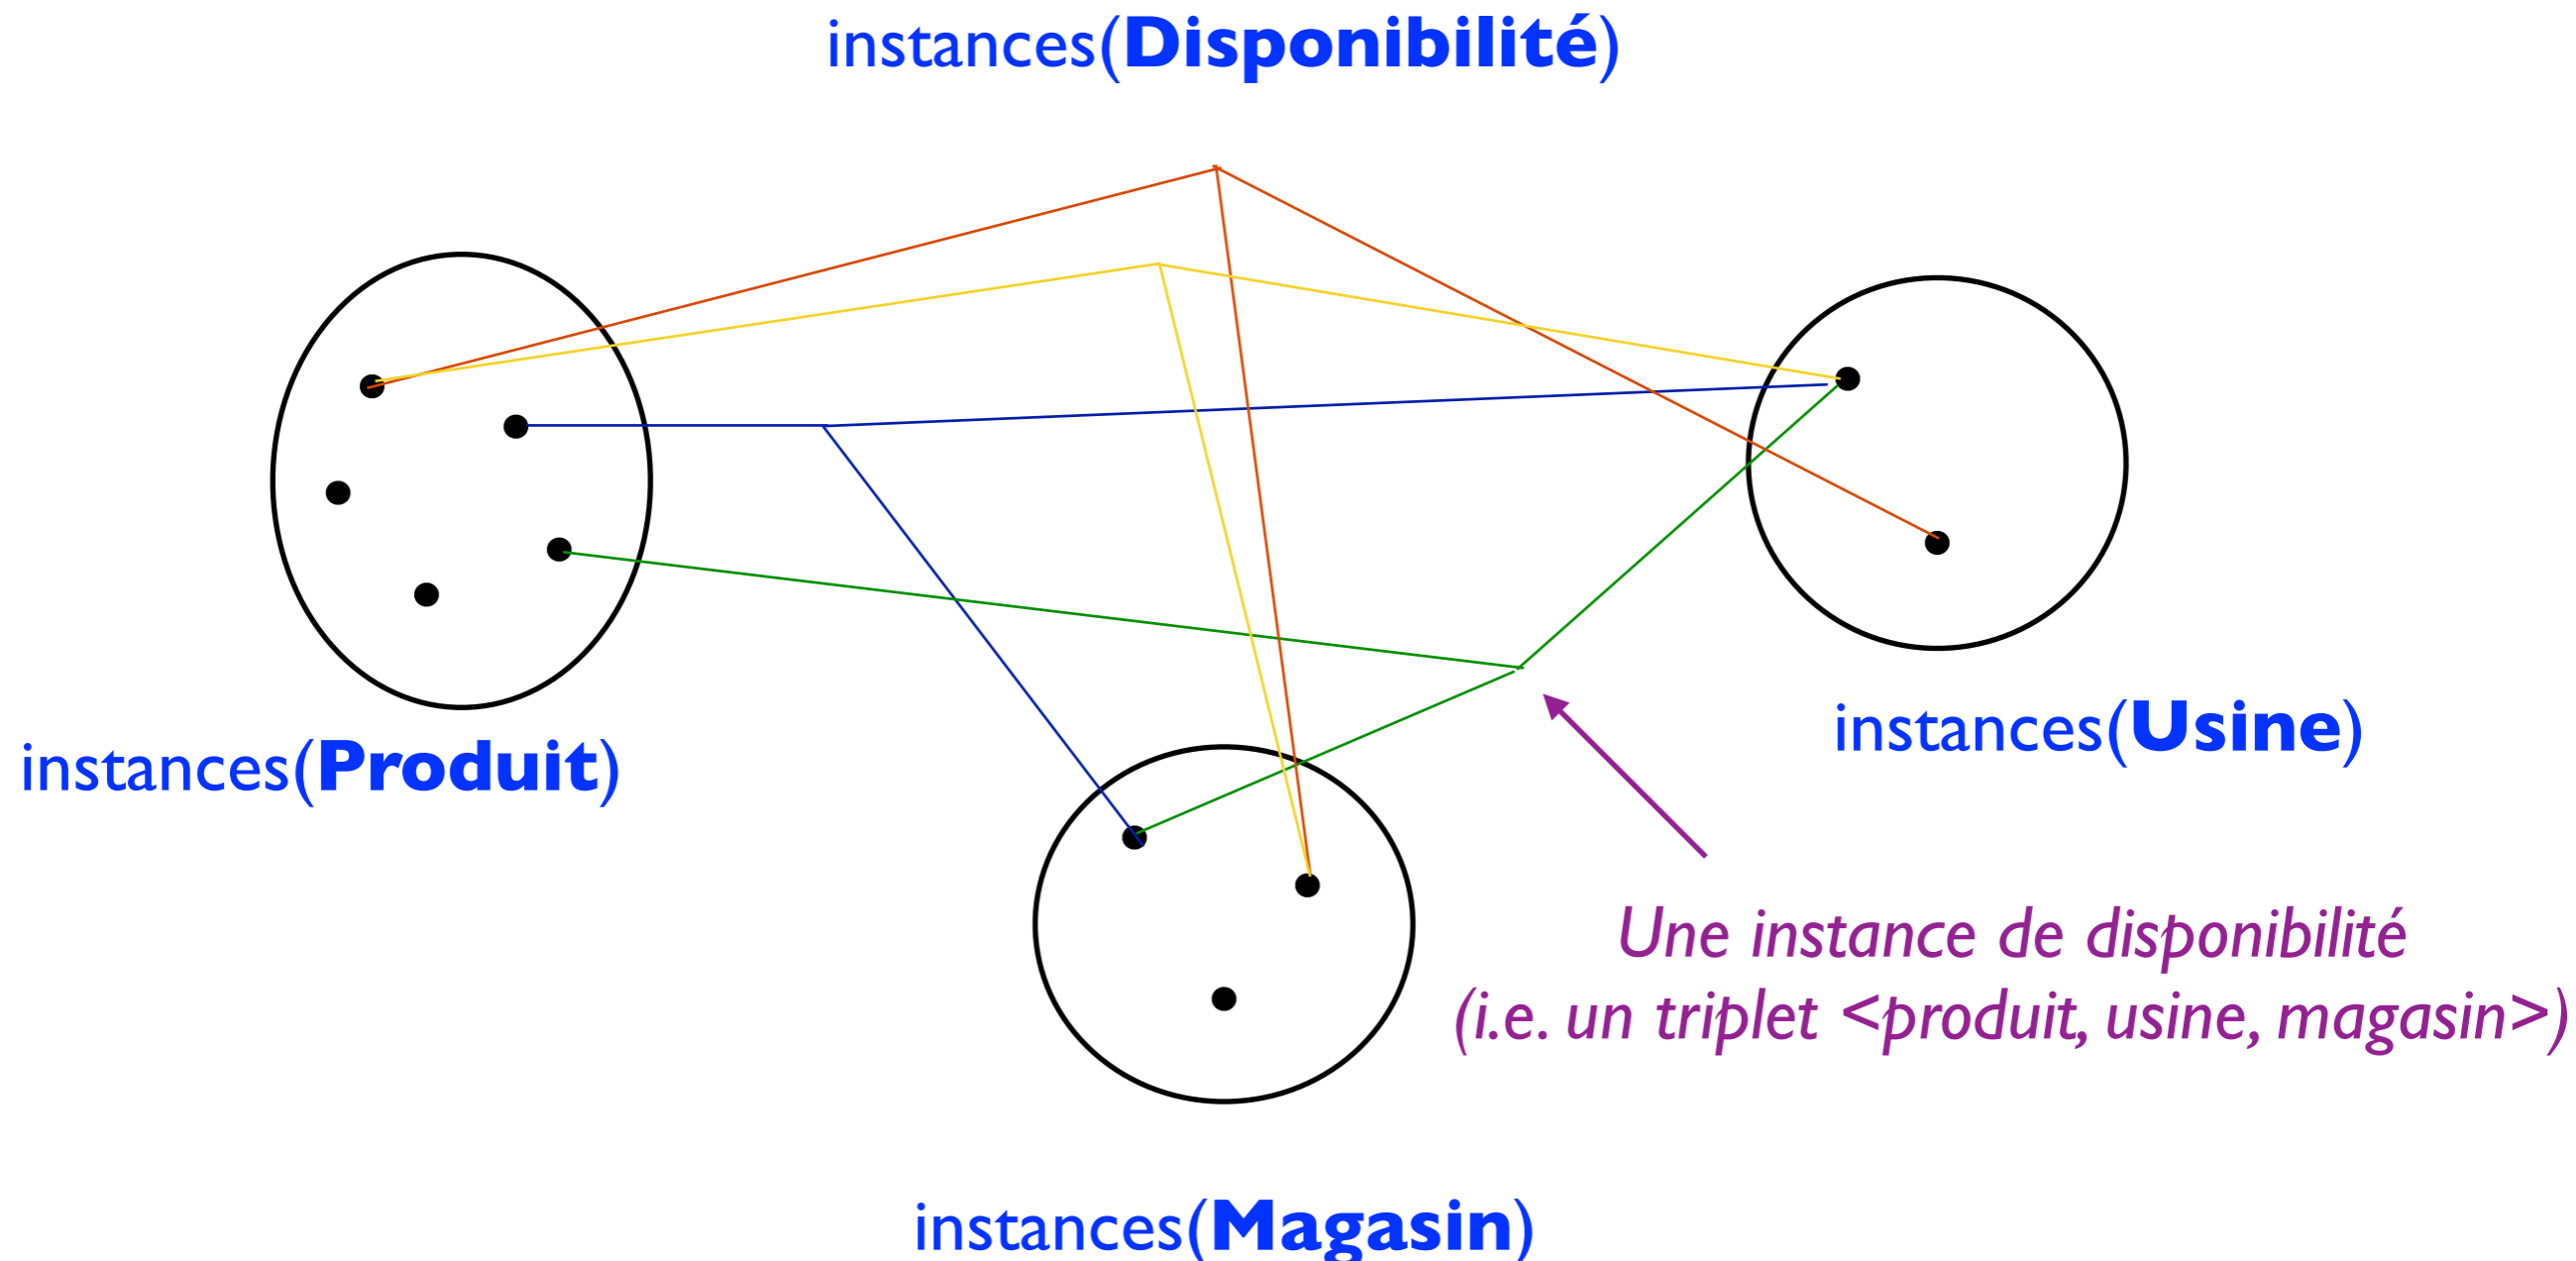 instances(Disponibilité)
instances(Produit)
instances(Usine)
Une instance de disponibilité
(i.e. un triplet <produit, usine, magasin>)
instances(Magasin)